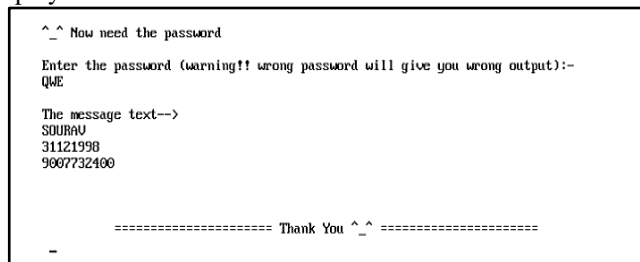 ^_^ Now need the password
Enter the password (warning!! wrong password will give you wrong output):-
QWE
The message text-->
SOURAV
31121998
9007732400
====================== Thank You ^_^ ======================